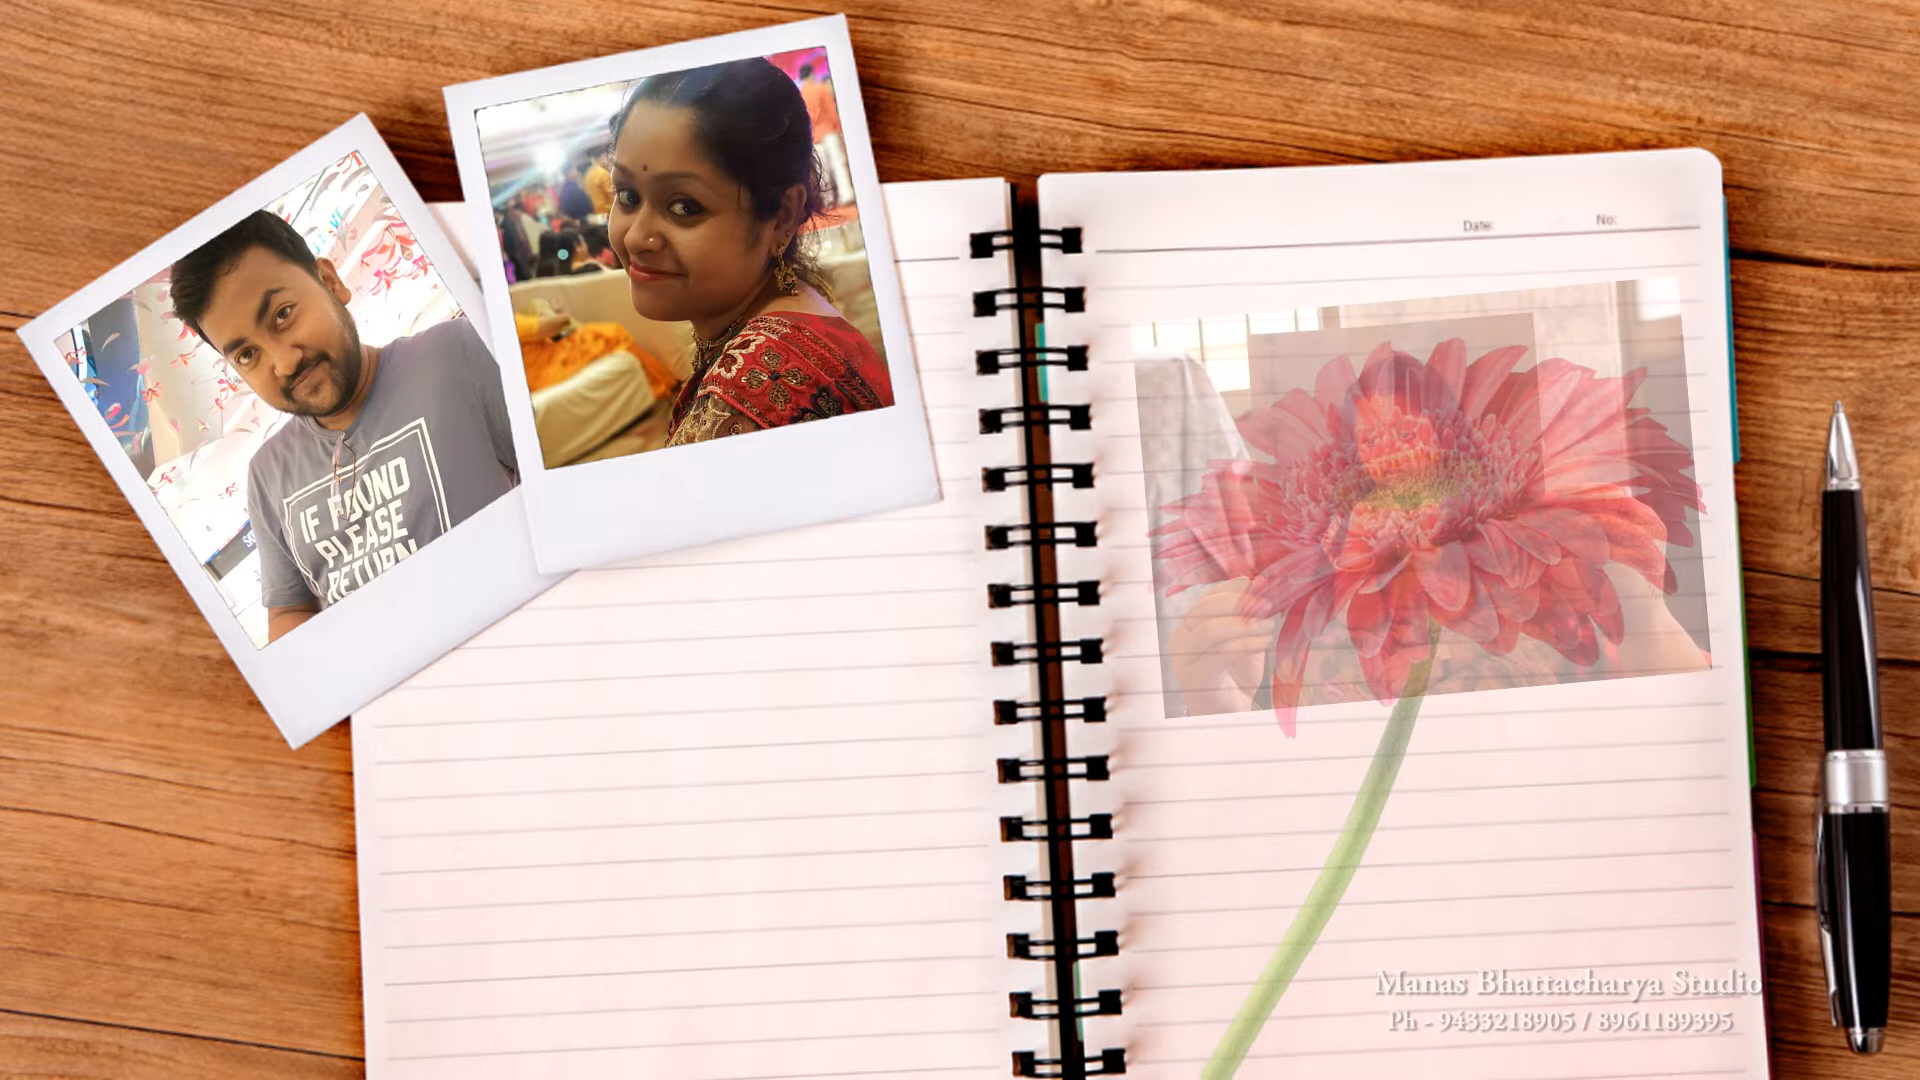 IF FOUND
PLEASE
RETURN
Date:
No:
Manas Bhattacharya Studio
Ph - 9433218905 / 8961189395